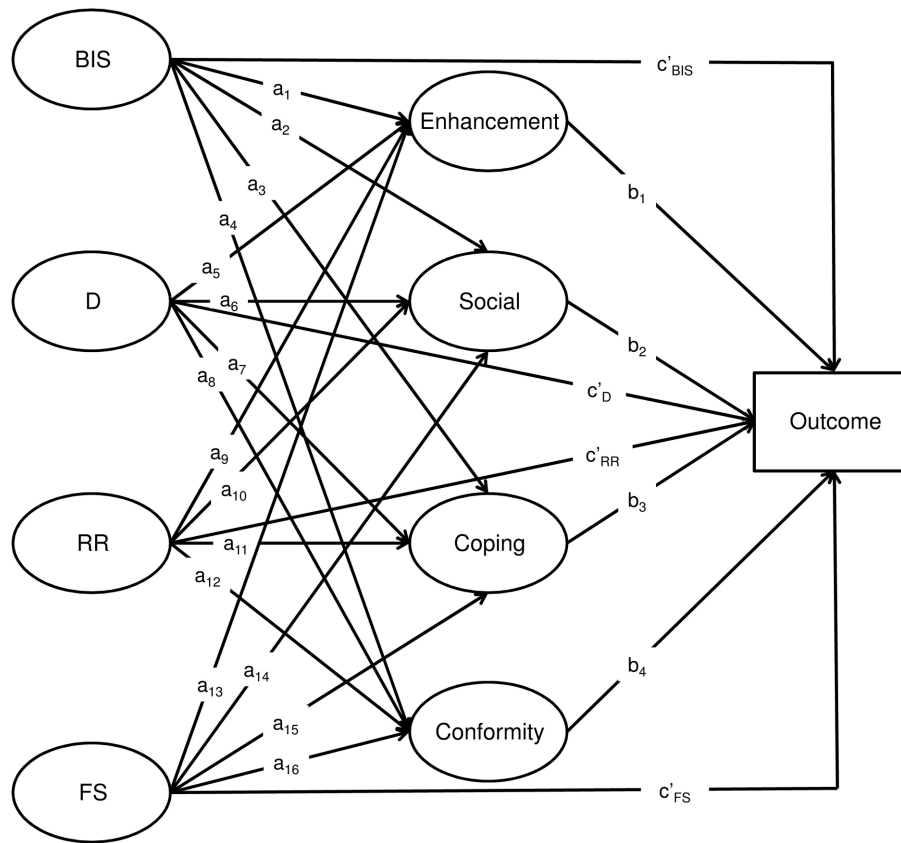 BIS
c'BIS
a1
Enhancement
a2
a3
b1
a4
a5
D
a6
Social
b2
a7
a8
c'D
Outcome
a9
c'RR
a10
b3
RR
a11
Coping
a12
a14
b4
a13
a15
Conformity
a16
FS
c'FS